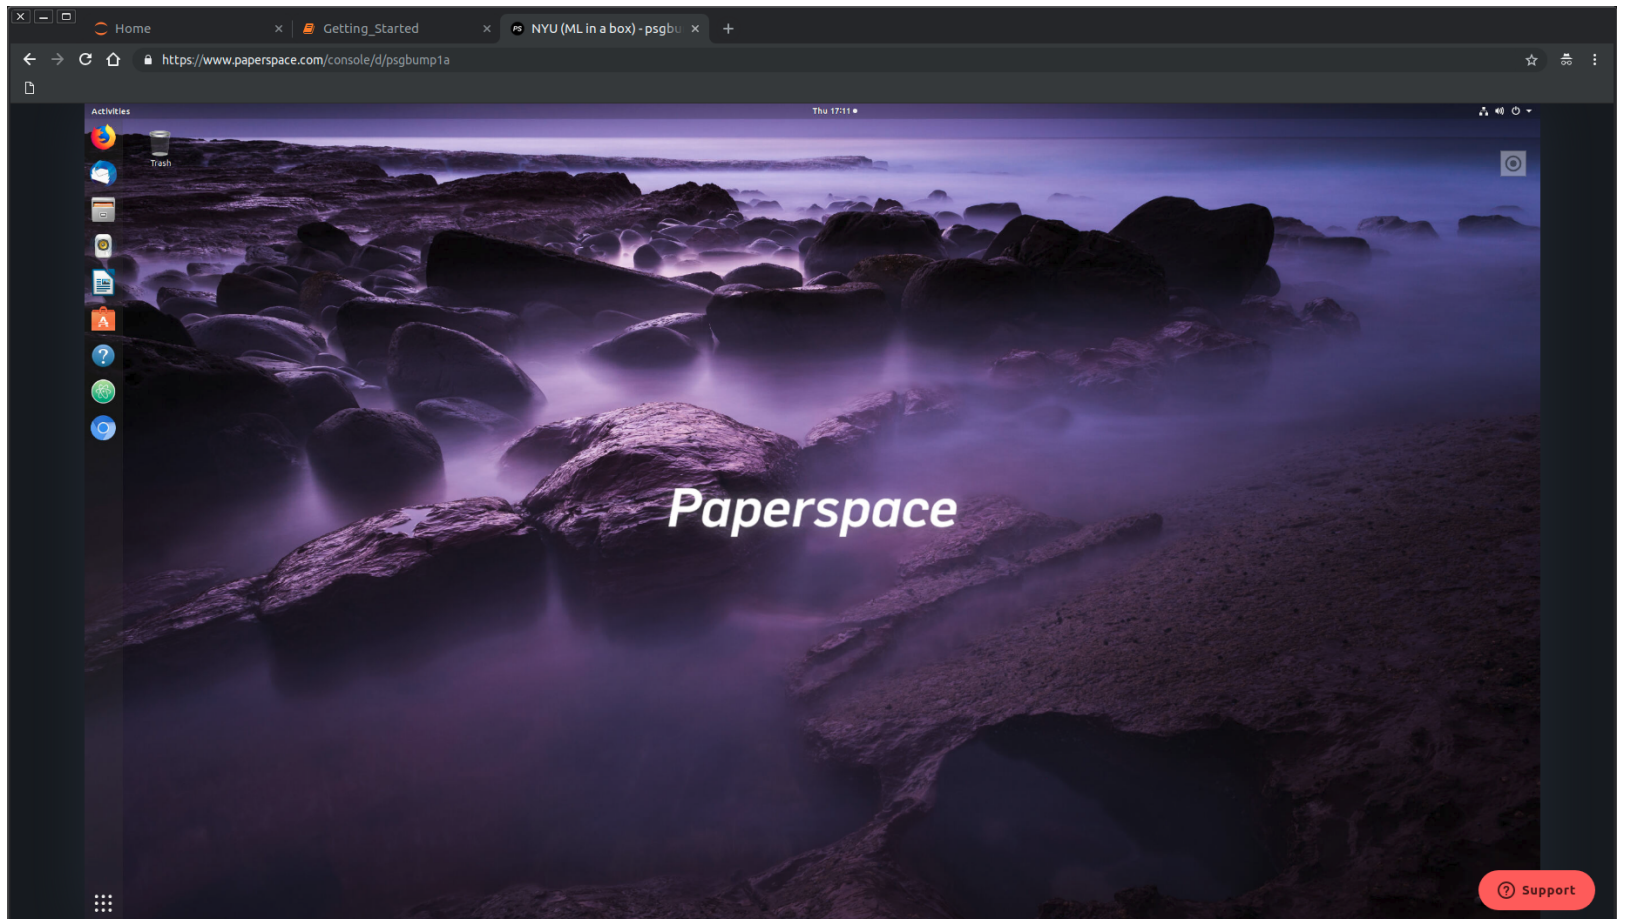 Home
Getting_Started
PS NYU (ML in a box) - psgbu
https://www.paperspace.com/console/d/psgbump1a
Activities
Thu 17:11
Trash
Paperspace
Support